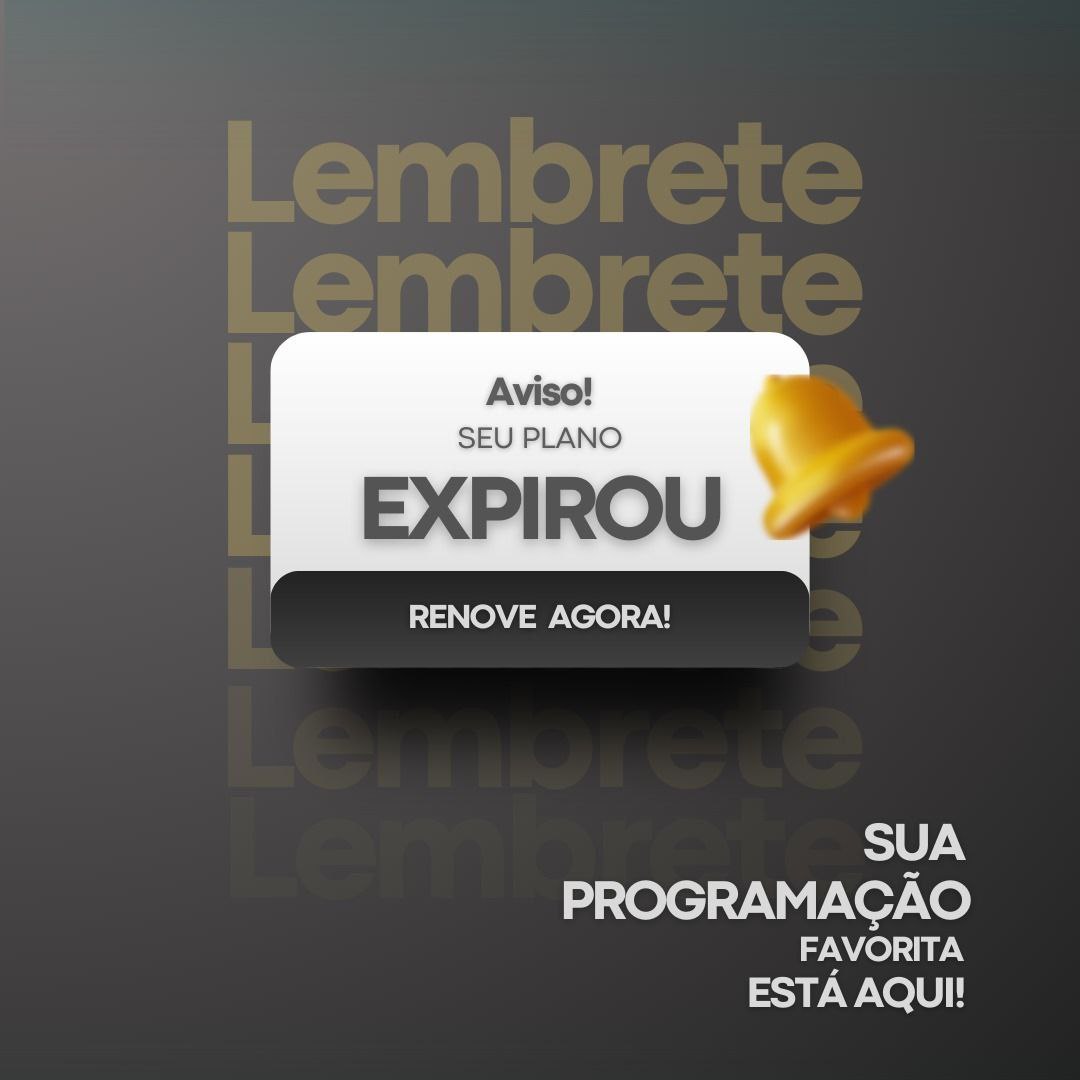 Lembrete
Lembrete
Aviso!
SEU PLANO
EXPIROU
RENOVE AGORA!
Lembrete
Lembrete
SUA
PROGRAMAÇÃO
FAVORITA
ESTÁ AQUI!